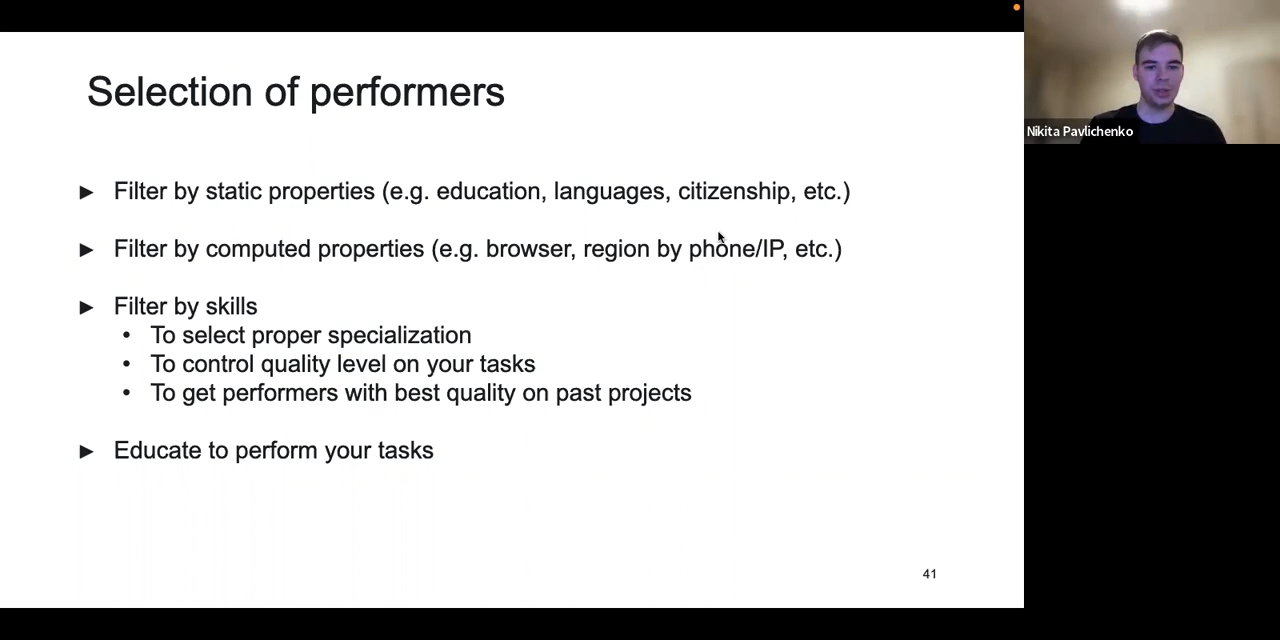 Selection of performers
► Filter by static properties (e.g. education, languages, citizenship, etc.)
► Filter by computed properties (e.g. browser, region by phone/IP, etc.)
► Filter by skills
• To select proper specialization
• To control quality level on your tasks
• To get performers with best quality on past projects
► Educate to perform your tasks
41
Nikita Pavlichenko